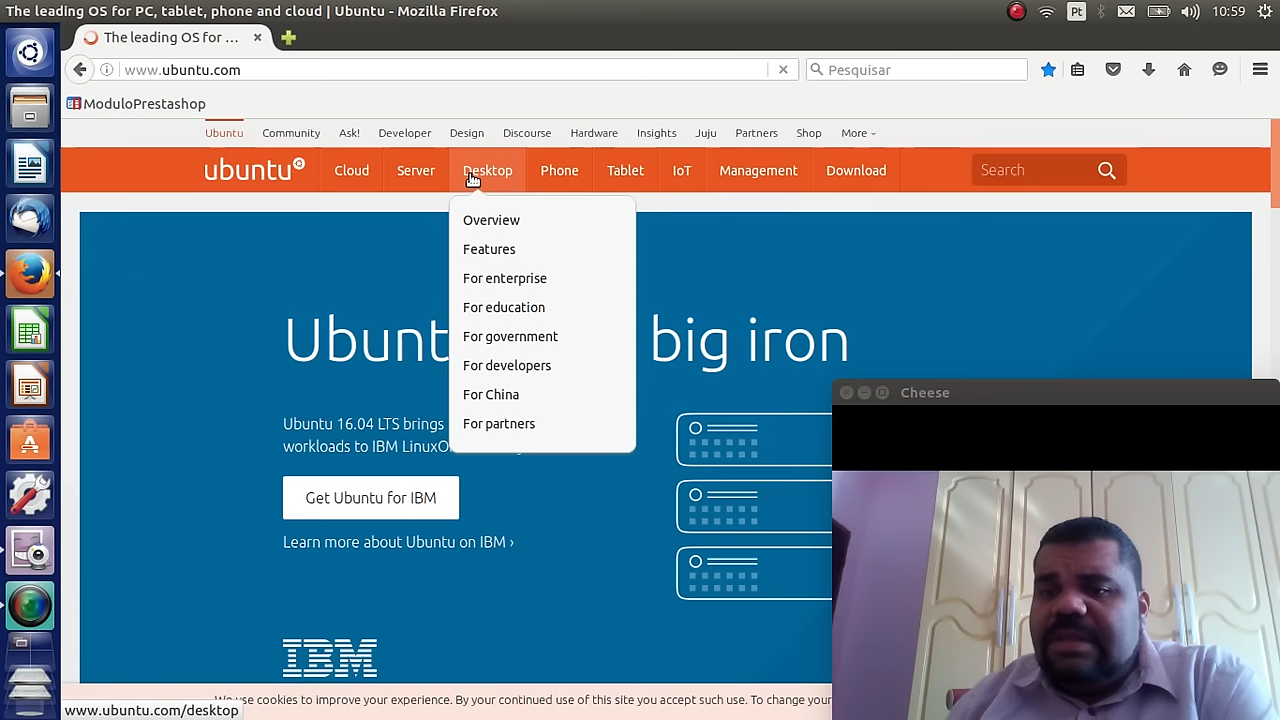 The leading OS for PC, tablet, phone and cloud | Ubuntu - Mozilla Firefox
Pt
10:59
The leading OS for ...
www.ubuntu.com
Pesquisar
ModuloPrestashop
Ubuntu Community Ask! Developer Design Discourse Hardware Insights Juju Partners Shop More
ubuntu Cloud Server Desktop Phone Tablet IoT Management Download Search
Overview
Features
For enterprise
For education
For government
For developers
For China
For partners
Ubunt big iron
Ubuntu 16.04 LTS brings
workloads to IBM LinuxO
Get Ubuntu for IBM
Learn more about Ubuntu on IBM ›
IBM
Cheese
We use cookies to improve your experience. By your continued use of this site you accept such use. To change your
www.ubuntu.com/desktop